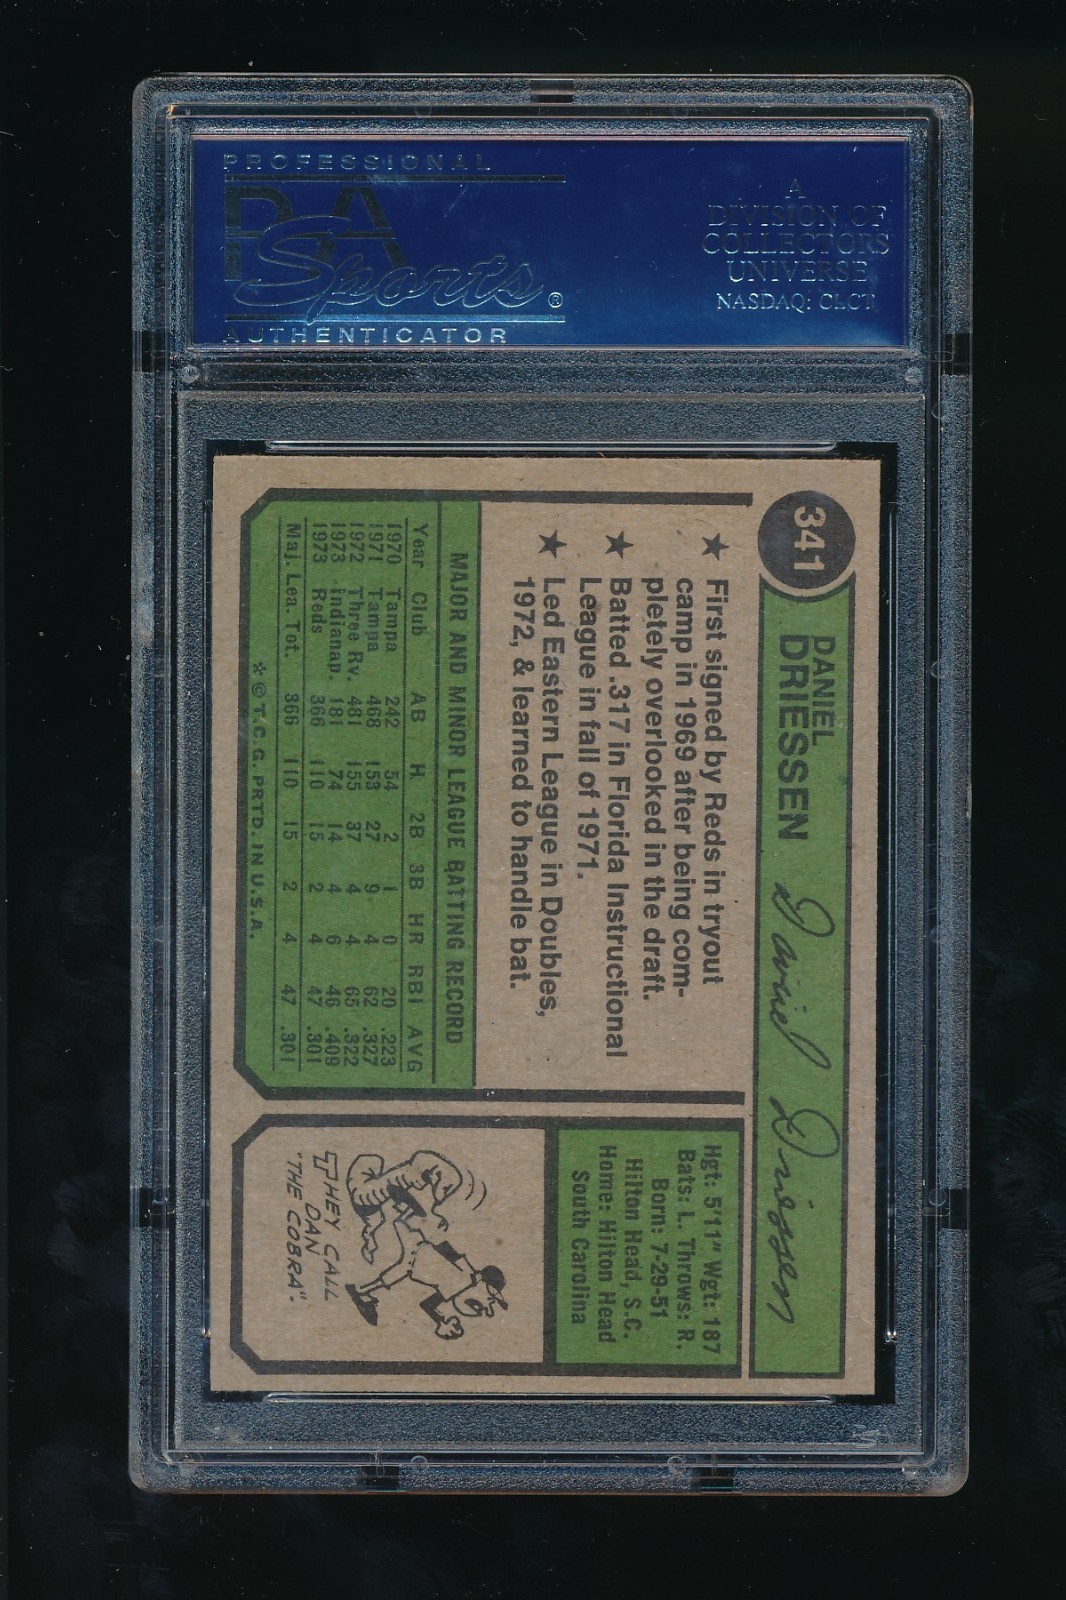 PROFESSIONAL
PSA
Sports®
AUTHENTICATOR
A
DIVISION OF
COLLECTORS
UNIVERSE
NASDAQ: CLCT
341
DANIEL
DRIESSEN
Daniel Driessen
★ First signed by Reds in tryout
camp in 1969 after being com-
pletely overlooked in the draft.
★ Batted .317 in Florida Instructional
League in fall of 1971.
★ Led Eastern League in Doubles,
1972, & learned to handle bat.
Hgt: 5'11" Wgt: 187
Bats: L. Throws: R.
Born: 7-29-51
Hilton Head, S.C.
Home: Hilton Head
South Carolina
MAJOR AND MINOR LEAGUE BATTING RECORD
Year Club AB H 2B 3B HR RBI AVG
1970 Tampa 242 54 2 1 0 20 .223
1971 Tampa 468 153 27 9 4 62 .327
1972 Three Rv. 481 155 37 4 4 65 .322
1973 Indianap. 181 74 14 4 6 46 .409
1973 Reds 366 110 15 2 4 47 .301
Maj. Lea. Tot. 366 110 15 2 4 47 .301
THEY CALL
DAN
"THE COBRA".
*© T.C.G. PRTD. IN U.S.A.